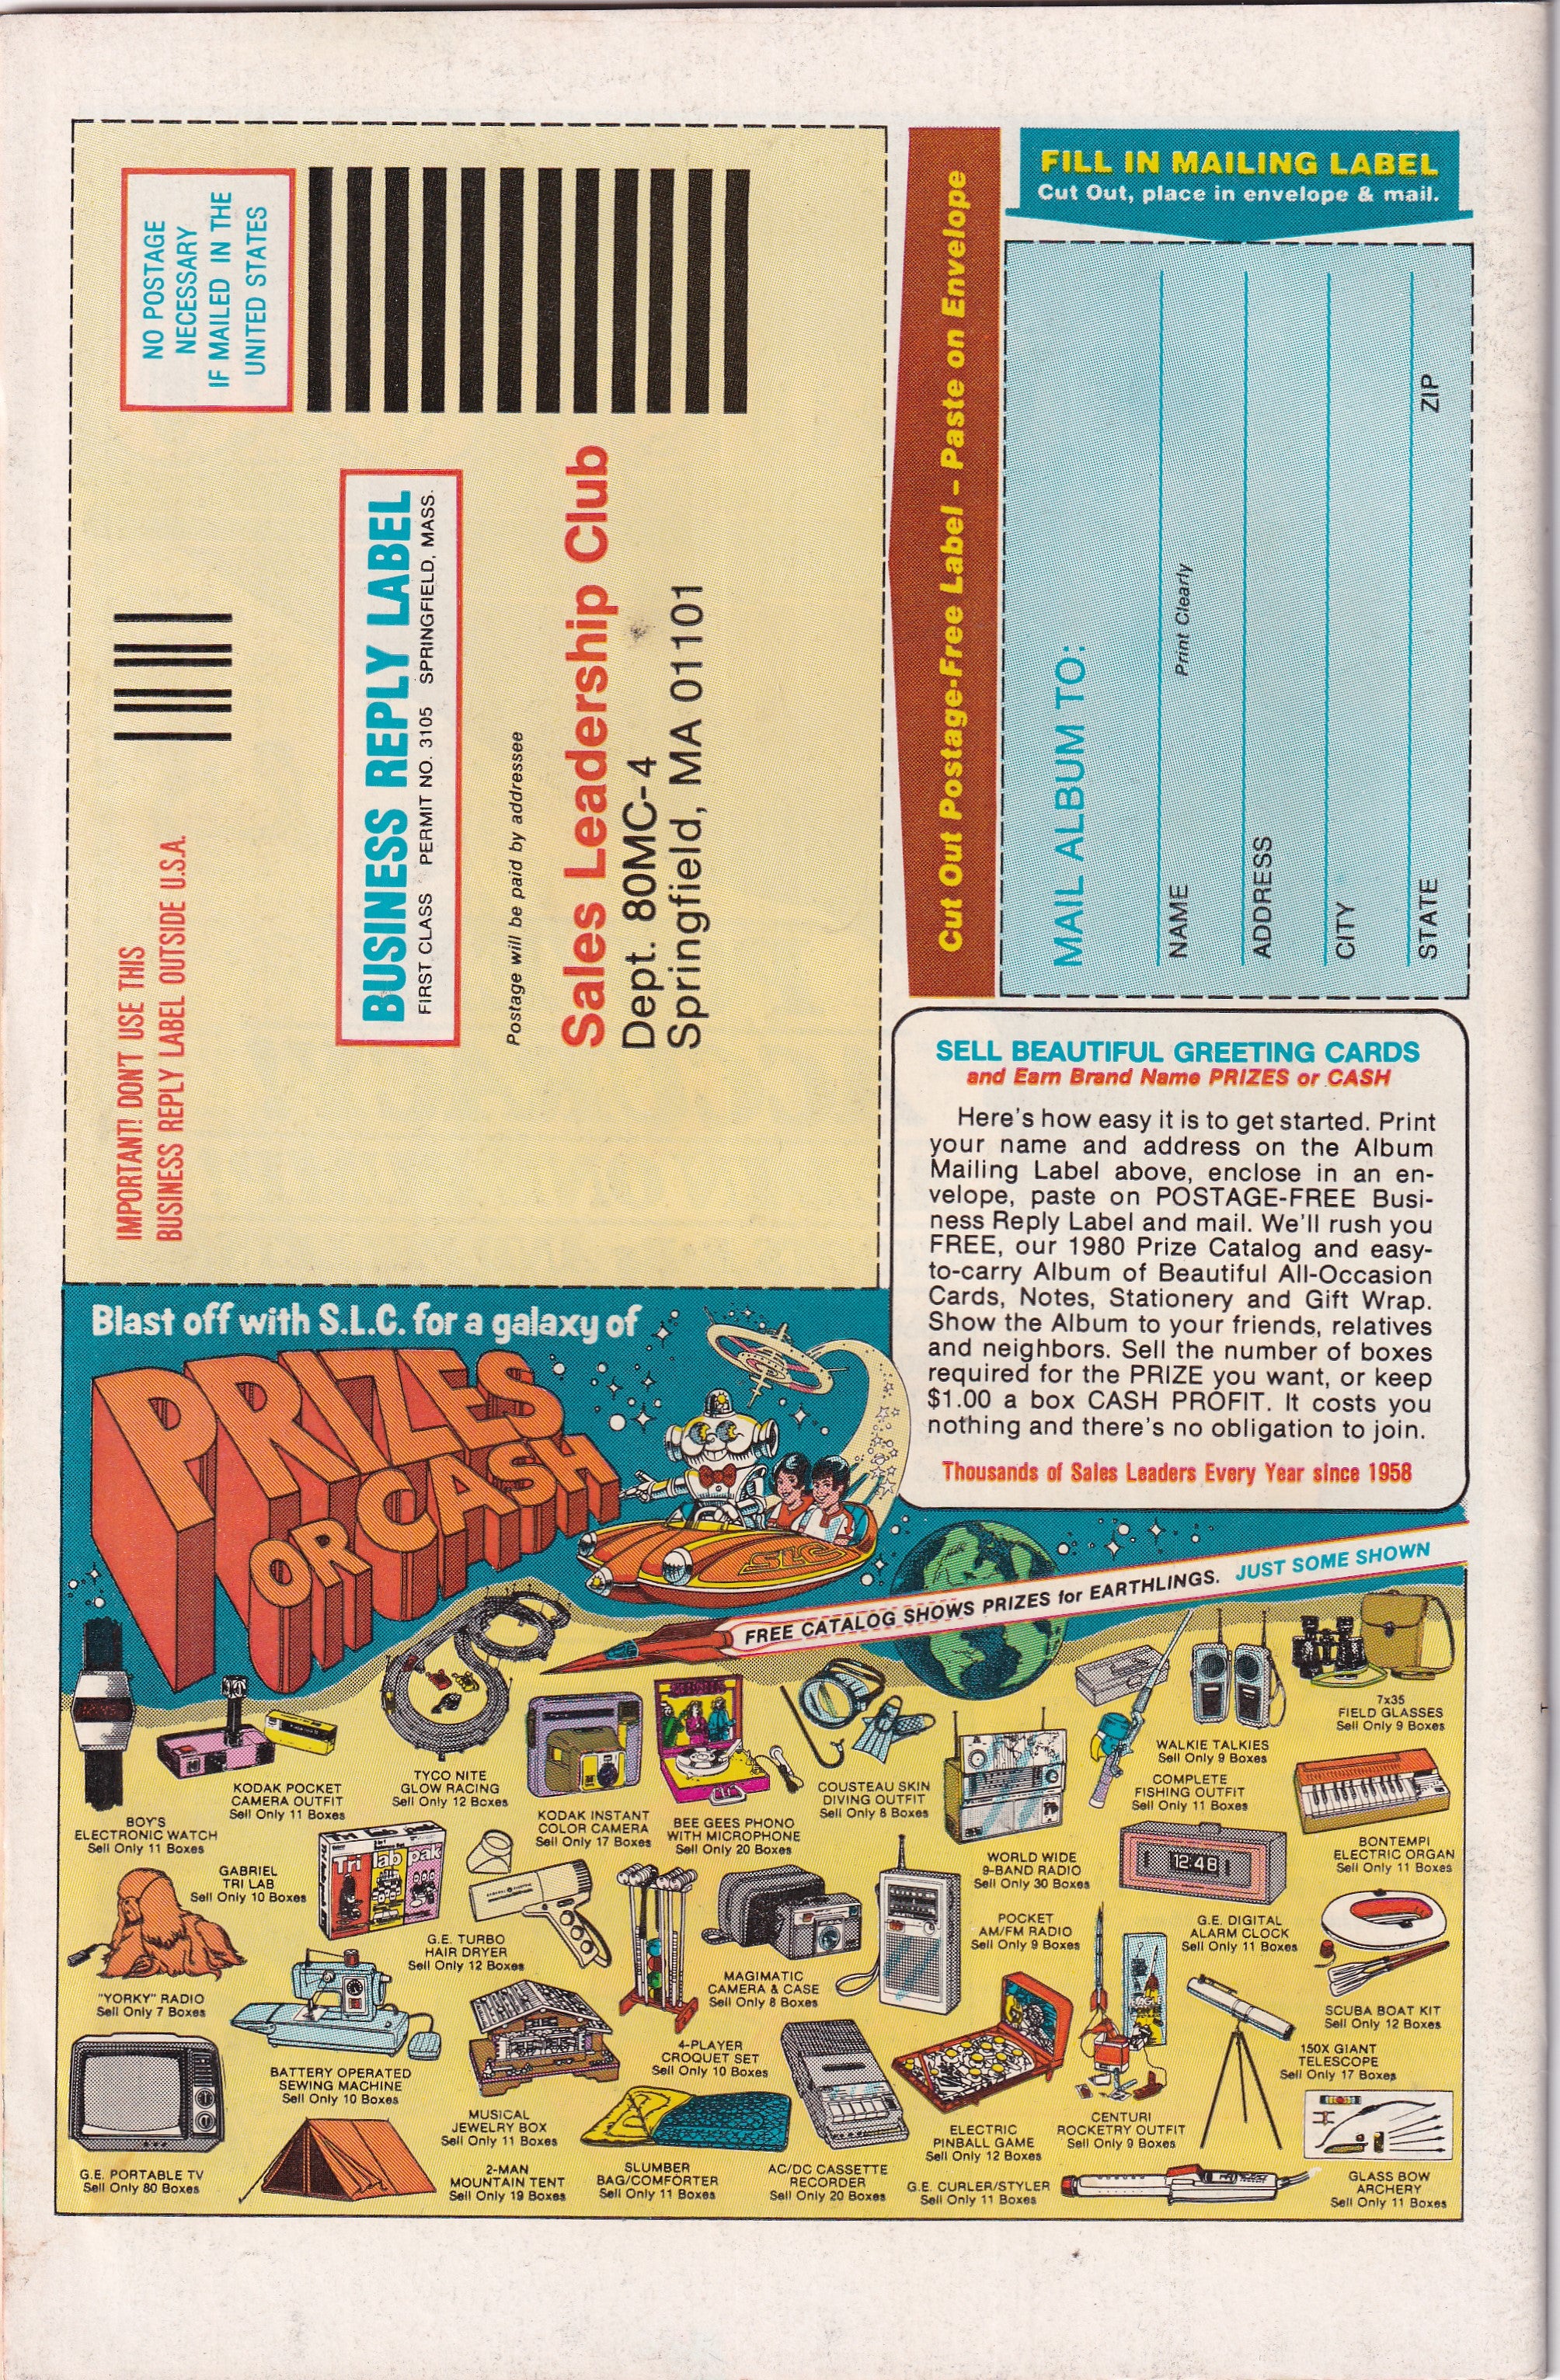 NO POSTAGE
NECESSARY
IF MAILED IN THE
UNITED STATES
IMPORTANT! DON'T USE THIS
BUSINESS REPLY LABEL OUTSIDE U.S.A.
BUSINESS REPLY LABEL
FIRST CLASS PERMIT NO. 3105 SPRINGFIELD, MASS.
Postage will be paid by addressee
Sales Leadership Club
Dept. 80MC-4
Springfield, MA 01101
Cut Out Postage-Free Label – Paste on Envelope
FILL IN MAILING LABEL
Cut Out, place in envelope & mail.
MAIL ALBUM TO:
NAME
Print Clearly
ADDRESS
CITY
STATE ZIP
SELL BEAUTIFUL GREETING CARDS
and Earn Brand Name PRIZES or CASH
Here's how easy it is to get started. Print
your name and address on the Album
Mailing Label above, enclose in an en-
velope, paste on POSTAGE-FREE Busi-
ness Reply Label and mail. We'll rush you
FREE, our 1980 Prize Catalog and easy-
to-carry Album of Beautiful All-Occasion
Cards, Notes, Stationery and Gift Wrap.
Show the Album to your friends, relatives
and neighbors. Sell the number of boxes
required for the PRIZE you want, or keep
$1.00 a box CASH PROFIT. It costs you
nothing and there's no obligation to join.
Thousands of Sales Leaders Every Year since 1958
Blast off with S.L.C. for a galaxy of
PRIZES
OR CASH
SLC
FREE CATALOG SHOWS PRIZES for EARTHLINGS. JUST SOME SHOWN
BOY'S
ELECTRONIC WATCH
Sell Only 11 Boxes
KODAK POCKET
CAMERA OUTFIT
Sell Only 11 Boxes
TYCO NITE
GLOW RACING
Sell Only 12 Boxes
KODAK INSTANT
COLOR CAMERA
Sell Only 17 Boxes
BEE GEES PHONO
WITH MICROPHONE
Sell Only 20 Boxes
COUSTEAU SKIN
DIVING OUTFIT
Sell Only 8 Boxes
WORLD WIDE
9-BAND RADIO
Sell Only 30 Boxes
WALKIE TALKIES
Sell Only 9 Boxes
COMPLETE
FISHING OUTFIT
Sell Only 11 Boxes
7x35
FIELD GLASSES
Sell Only 9 Boxes
BONTEMPI
ELECTRIC ORGAN
Sell Only 11 Boxes
GABRIEL
TRI LAB
Sell Only 10 Boxes
Tri lab pak
G.E. TURBO
HAIR DRYER
Sell Only 12 Boxes
MAGIMATIC
CAMERA & CASE
Sell Only 8 Boxes
POCKET
AM/FM RADIO
Sell Only 9 Boxes
12:48
G.E. DIGITAL
ALARM CLOCK
Sell Only 11 Boxes
SCUBA BOAT KIT
Sell Only 12 Boxes
"YORKY" RADIO
Sell Only 7 Boxes
BATTERY OPERATED
SEWING MACHINE
Sell Only 10 Boxes
4-PLAYER
CROQUET SET
Sell Only 10 Boxes
150X GIANT
TELESCOPE
Sell Only 17 Boxes
MUSICAL
JEWELRY BOX
Sell Only 11 Boxes
ELECTRIC
PINBALL GAME
Sell Only 12 Boxes
CENTURI
ROCKETRY OUTFIT
Sell Only 9 Boxes
G.E. PORTABLE TV
Sell Only 80 Boxes
2-MAN
MOUNTAIN TENT
Sell Only 19 Boxes
SLUMBER
BAG/COMFORTER
Sell Only 11 Boxes
AC/DC CASSETTE
RECORDER
Sell Only 20 Boxes
G.E. CURLER/STYLER
Sell Only 11 Boxes
GLASS BOW
ARCHERY
Sell Only 11 Boxes